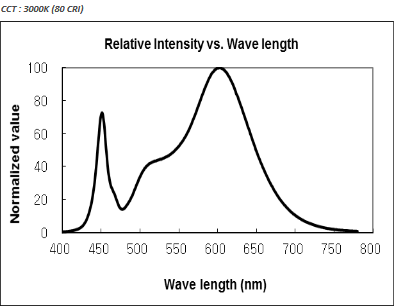 CCT : 3000K (80 CRI)
Relative Intensity vs. Wave length
Normalized value
100
80
60
40
20
0
400 450 500 550 600 650 700 750 800
Wave length (nm)